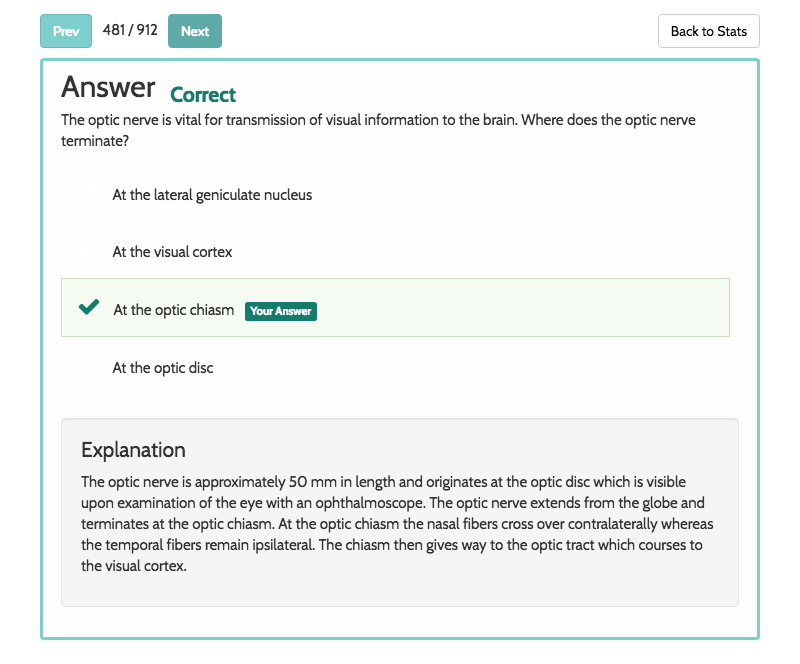 Prev 481 / 912 Next Back to Stats
Answer Correct
The optic nerve is vital for transmission of visual information to the brain. Where does the optic nerve
terminate?
At the lateral geniculate nucleus
At the visual cortex
At the optic chiasm Your Answer
At the optic disc
Explanation
The optic nerve is approximately 50 mm in length and originates at the optic disc which is visible
upon examination of the eye with an ophthalmoscope. The optic nerve extends from the globe and
terminates at the optic chiasm. At the optic chiasm the nasal fibers cross over contralaterally whereas
the temporal fibers remain ipsilateral. The chiasm then gives way to the optic tract which courses to
the visual cortex.